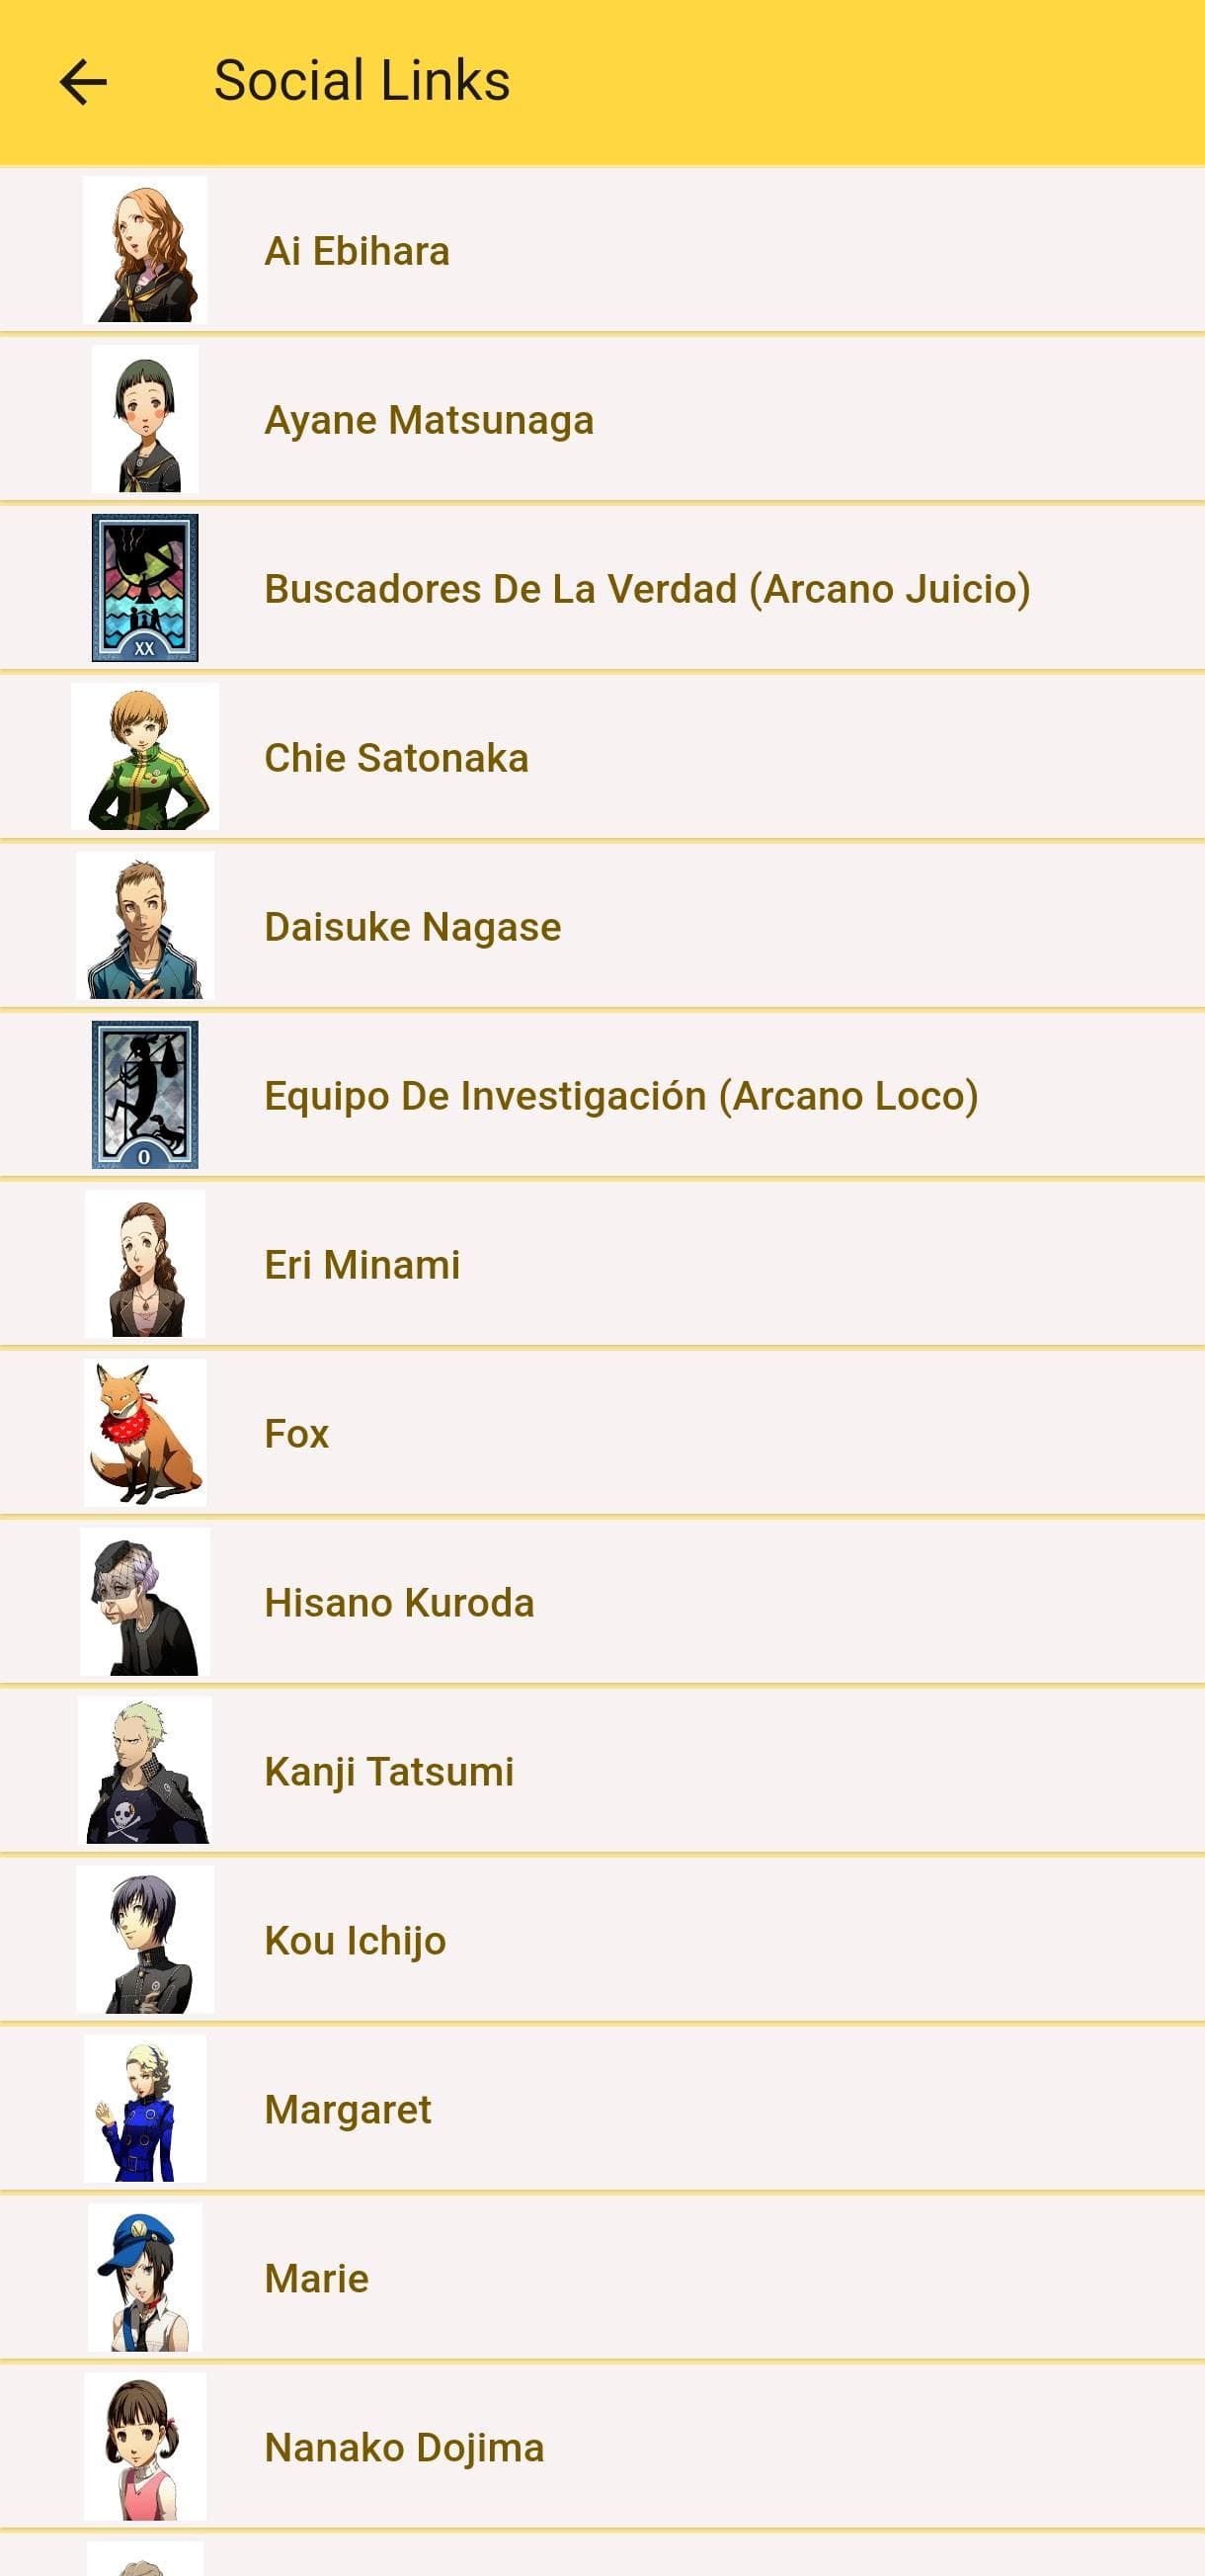 Social Links
Ai Ebihara
Ayane Matsunaga
XX
Buscadores De La Verdad (Arcano Juicio)
Chie Satonaka
Daisuke Nagase
0
Equipo De Investigación (Arcano Loco)
Eri Minami
Fox
Hisano Kuroda
Kanji Tatsumi
Kou Ichijo
Margaret
Marie
Nanako Dojima